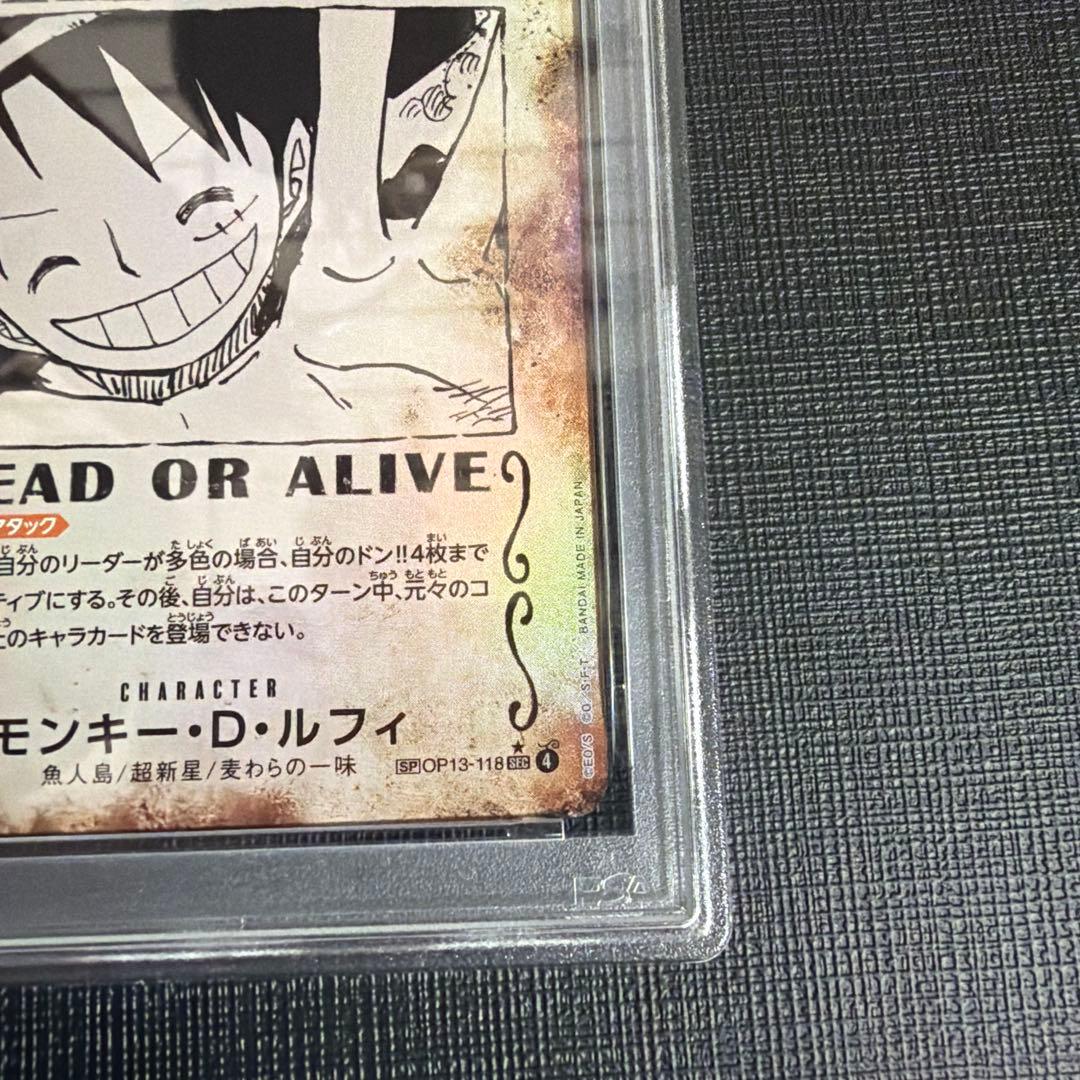 EAD OR ALIVE
アタック
自分のリーダーが多色の場合、自分のドン!!4枚まで
ティブにする。その後、自分は、このターン中、元々のコ
上のキャラカードを登場できない。
CHARACTER
モンキー・D・ルフィ
魚人島/超新星/麦わらの一味
SP OP13-118 SEC 4
©EO/S ©O/S・F・T BANDAI MADE IN JAPAN
PSA